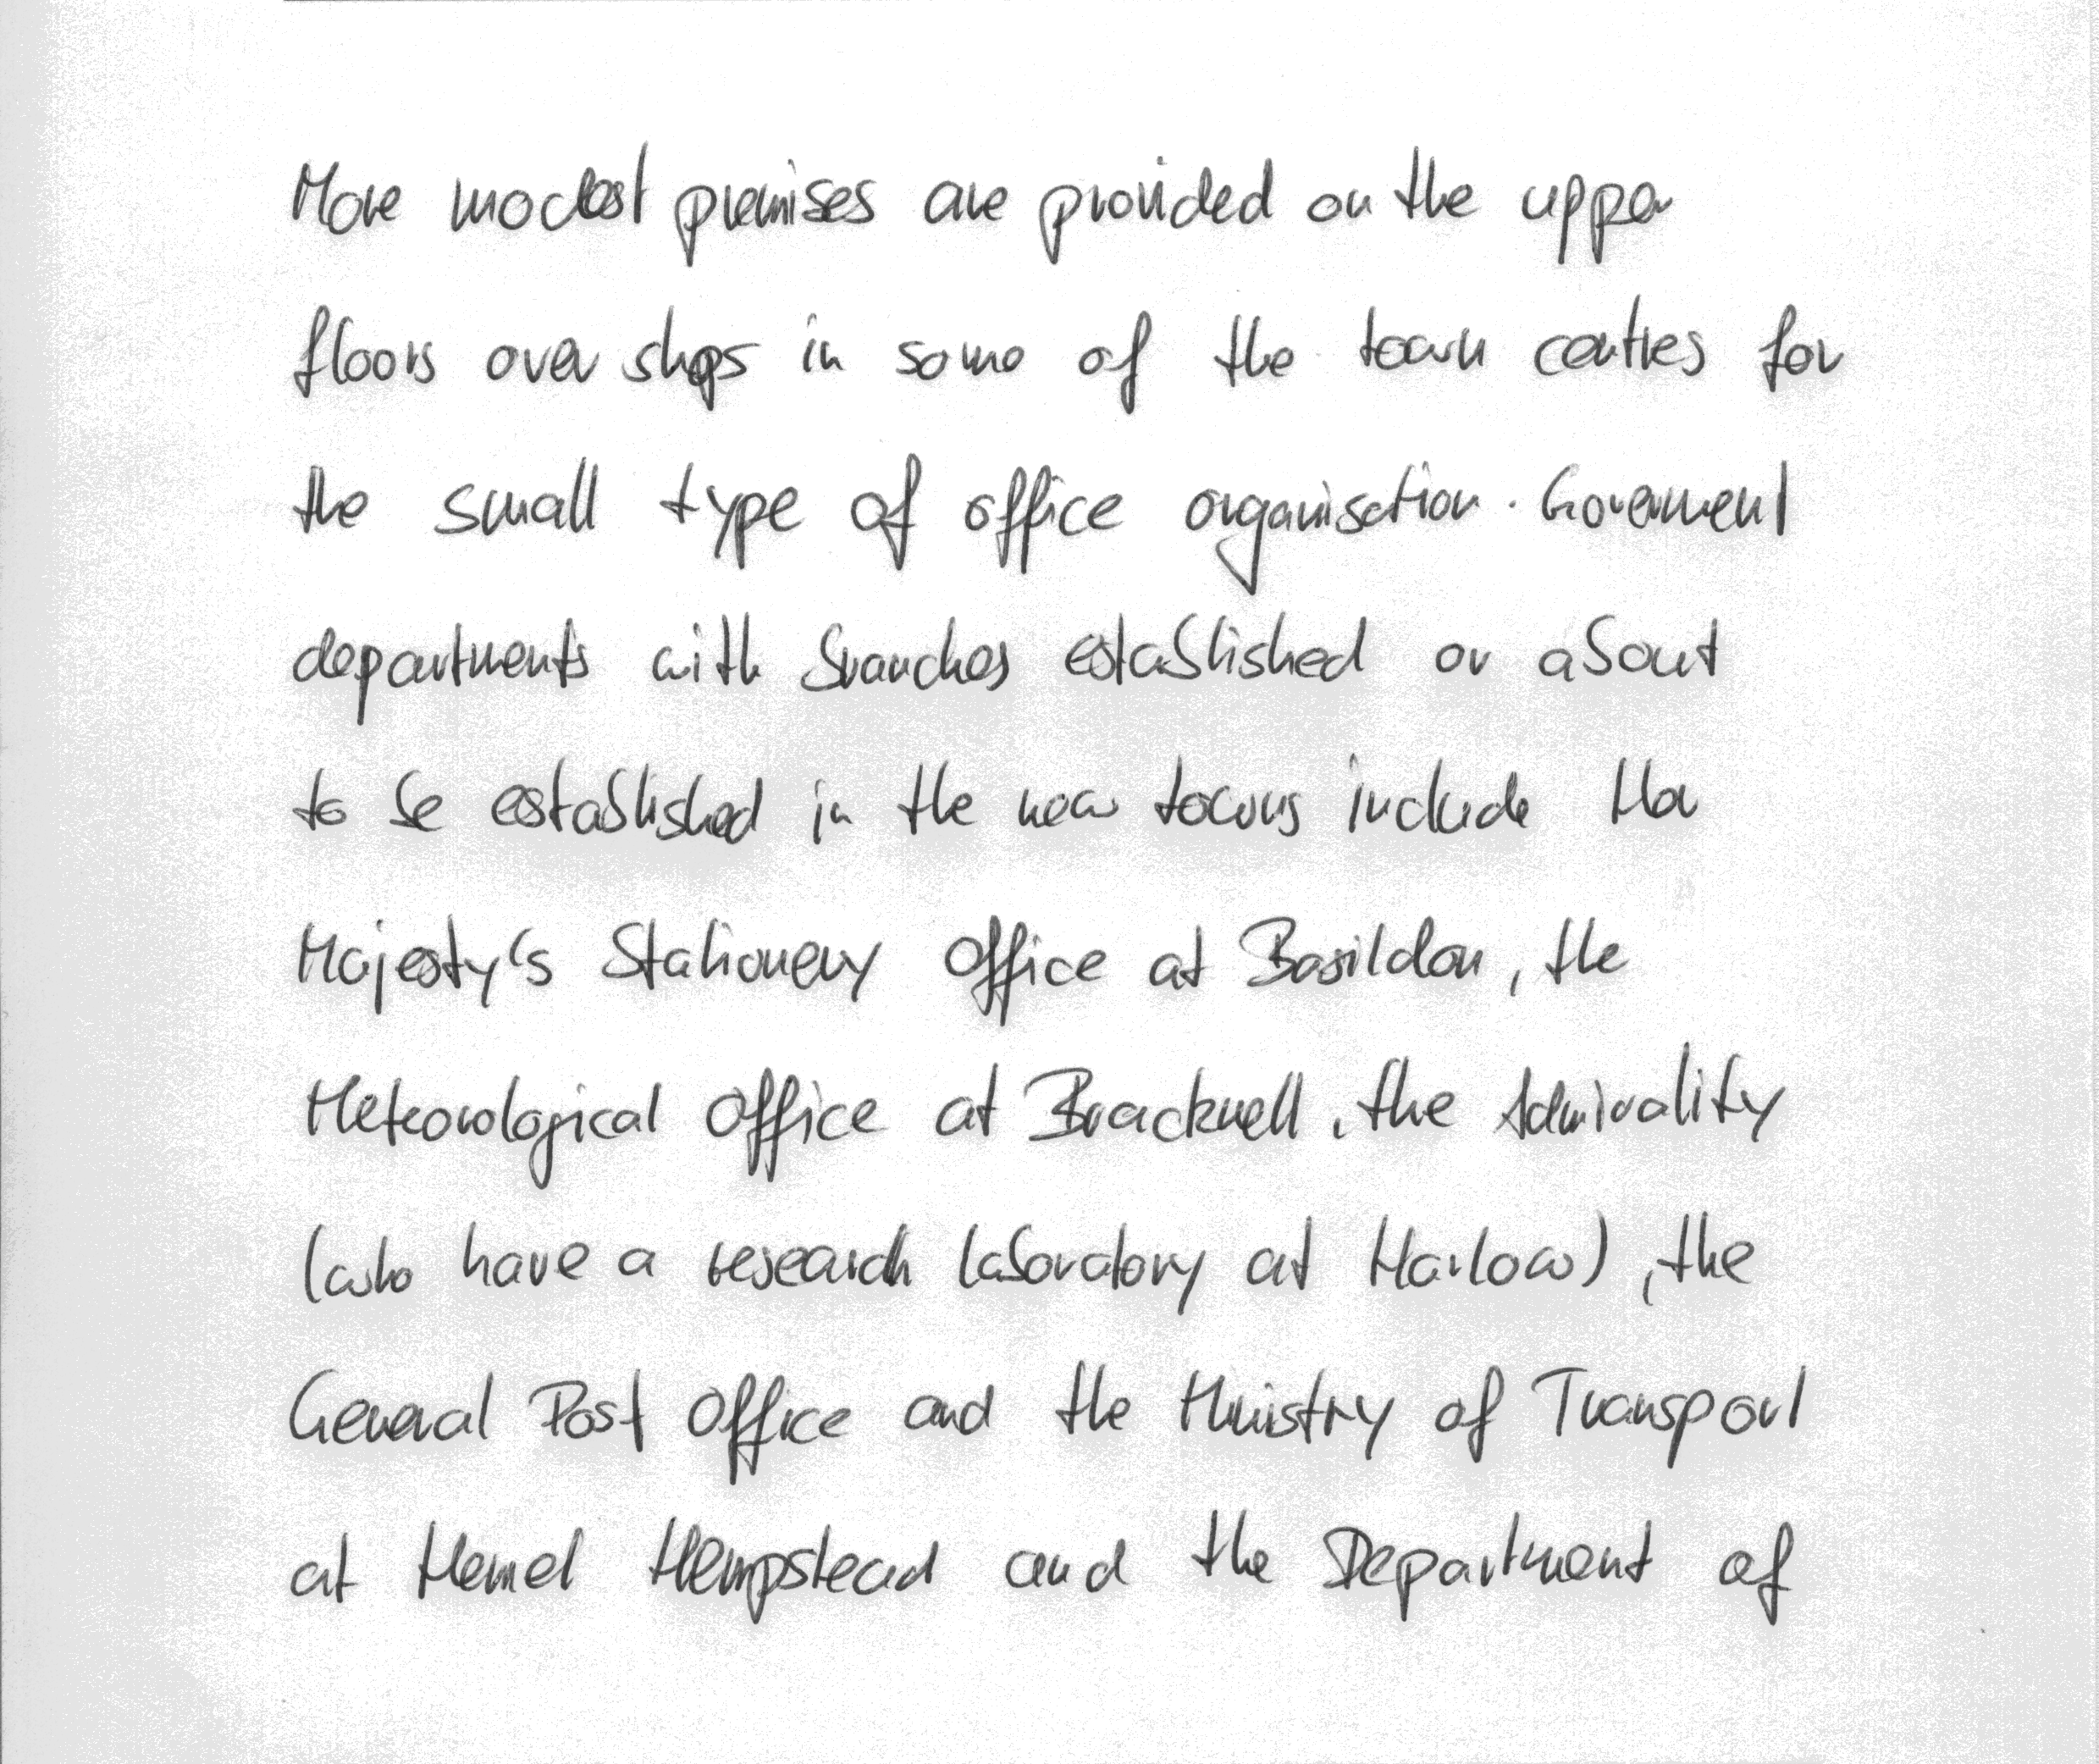 More modest premises are provided on the upper
floors over shops in some of the town centres for
the small type of office organisation. Goverment
departments with branches established or about
to be established in the new towns include Her
Majesty's Stationery Office at Basildon, the
Meteorological Office at Bracknell, the Admirality
(who have a research laboratory at Harlow), the
General Post Office and the Ministry of Transport
at Hemel Hempstead and the Department of